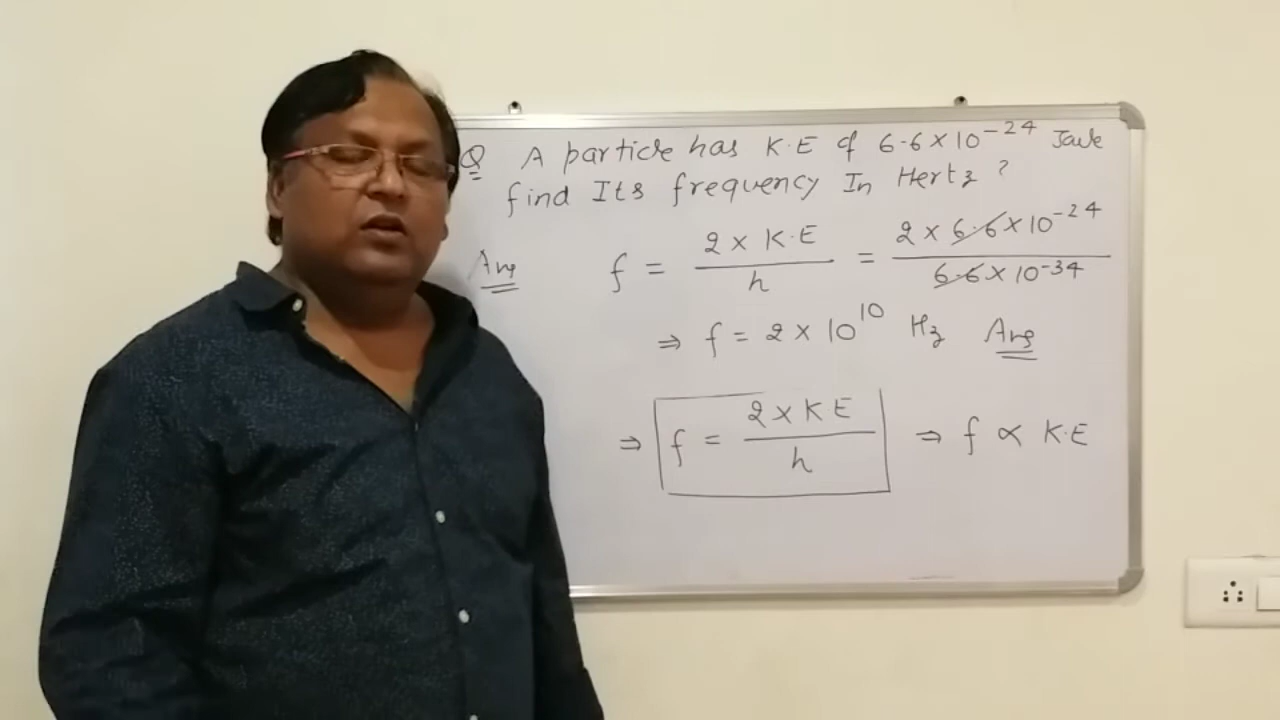 Q A particle has K.E of 6.6 × 10⁻²⁴ Joule
find Its frequency In Hertz ?
Ans f = 2 × K.E / h = 2 × 6.6 × 10⁻²⁴ / 6.6 × 10⁻³⁴
⇒ f = 2 × 10¹⁰ Hz Ans
⇒ f = 2 × K E / h ⇒ f ∝ K.E